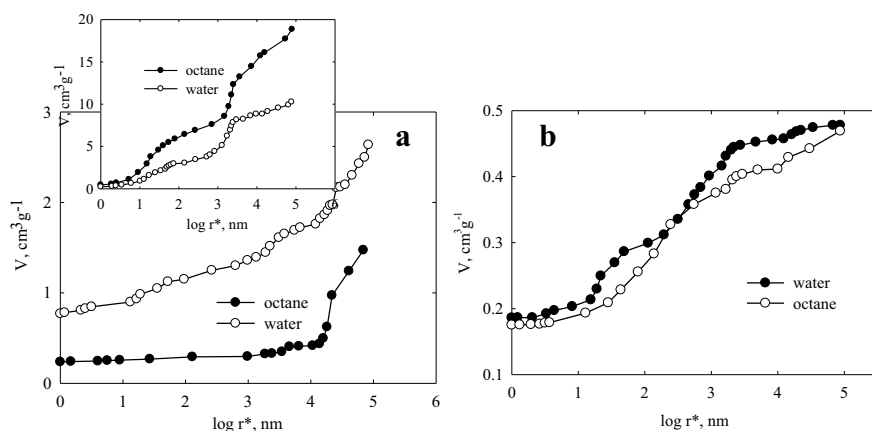 20
15
10
5
0
V, cm³g-1
octane
water
0 1 2 3 4 5 6
log r*, nm
a
3
2
1
0
V, cm³g-1
octane
water
0 1 2 3 4 5 6
log r*, nm
b
0.5
0.4
0.3
0.2
0.1
V, cm³g⁻¹
water
octane
0 1 2 3 4 5
log r*, nm